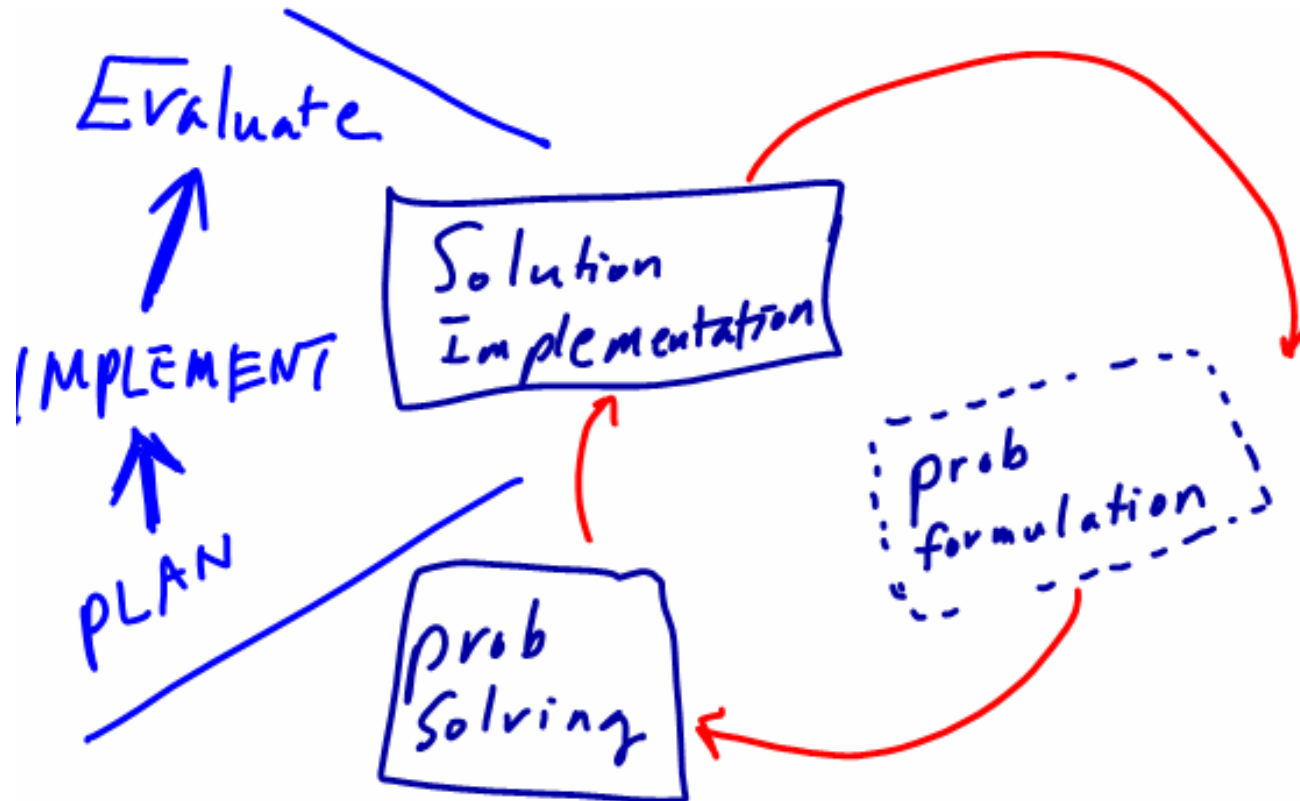 Evaluate
IMPLEMENT
PLAN
Solution
Implementation
prob
formulation
prob
Solving